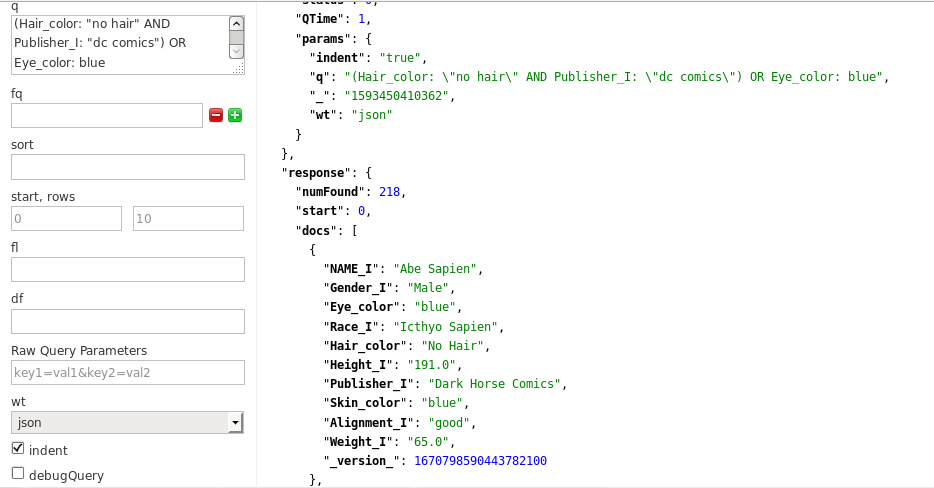 q
(Hair_color: "no hair" AND
Publisher_I: "dc comics") OR
Eye_color: blue
fq
sort
start, rows
0 10
fl
df
Raw Query Parameters
key1=val1&key2=val2
wt
json
indent
debugQuery
"QTime": 1,
"params": {
"indent": "true",
"q": "(Hair_color: \"no hair\" AND Publisher_I: \"dc comics\") OR Eye_color: blue",
"_": "1593450410362",
"wt": "json"
}
},
"response": {
"numFound": 218,
"start": 0,
"docs": [
{
"NAME_I": "Abe Sapien",
"Gender_I": "Male",
"Eye_color": "blue",
"Race_I": "Icthyo Sapien",
"Hair_color": "No Hair",
"Height_I": "191.0",
"Publisher_I": "Dark Horse Comics",
"Skin_color": "blue",
"Alignment_I": "good",
"Weight_I": "65.0",
"_version_": 1670798590443782100
},